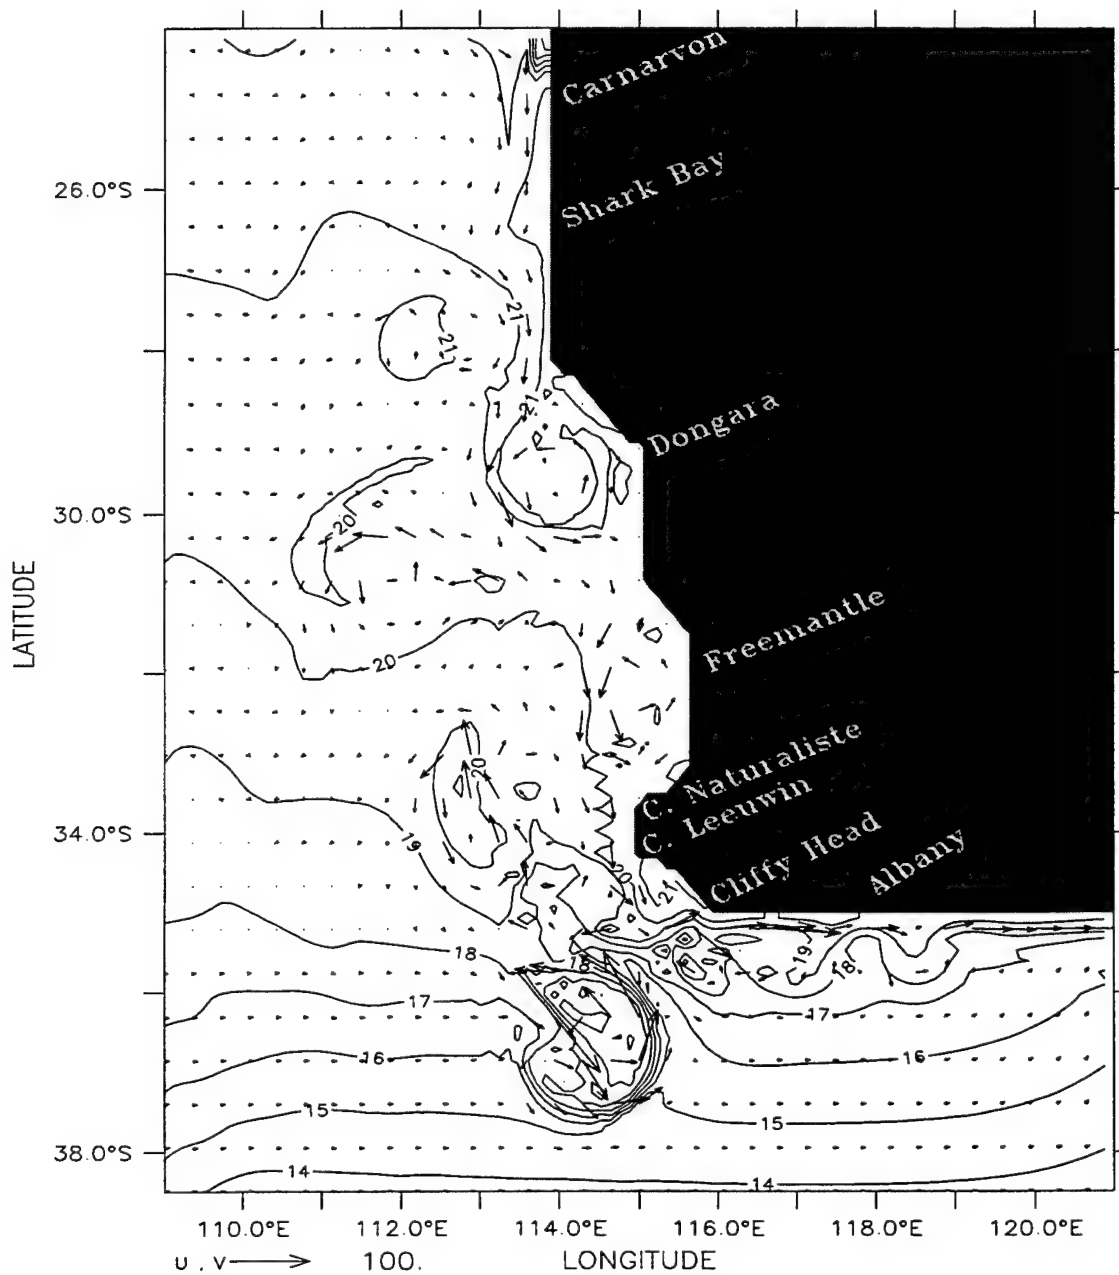 Carnarvon
26.0°S
Shark Bay
21
21
21
Dongara
30.0°S
20
LATITUDE
Freemantle
20
C. Naturaliste
20
C. Leeuwin
34.0°S
19
Cliffy Head
Albany
20
21
18
18
19
18
17
17
16
16
15
15
38.0°S
14
14
110.0°E 112.0°E 114.0°E 116.0°E 118.0°E 120.0°E
u , v 100. LONGITUDE